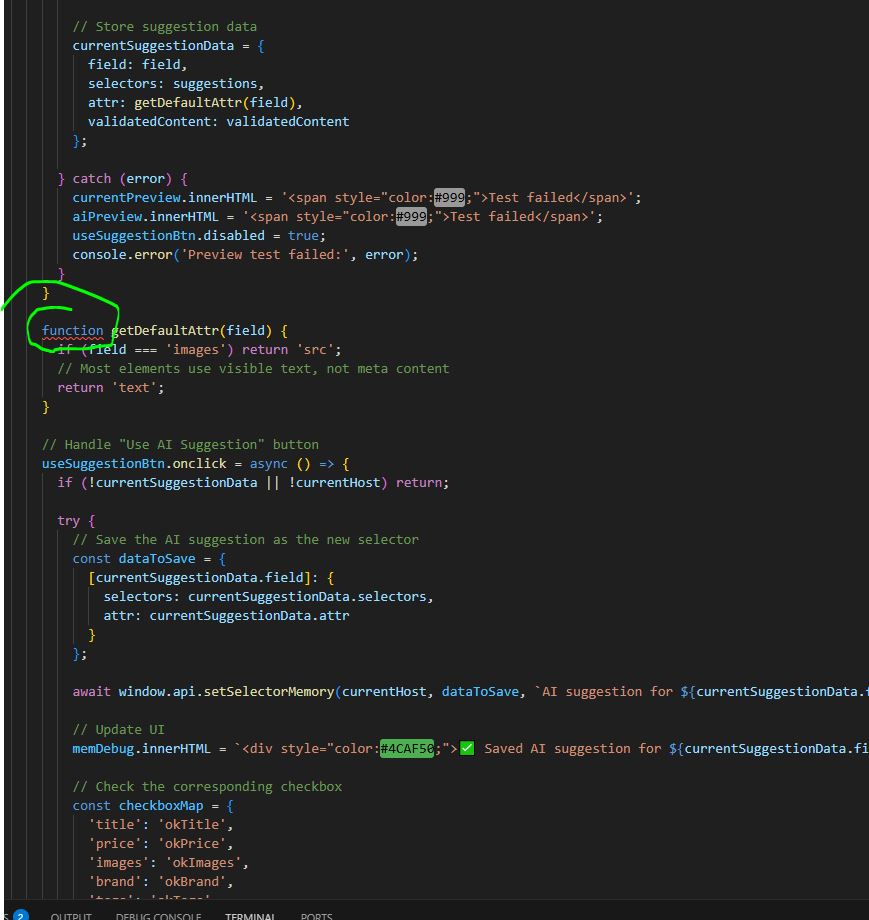 // Store suggestion data
currentSuggestionData = {
field: field,
selectors: suggestions,
attr: getDefaultAttr(field),
validatedContent: validatedContent
};
} catch (error) {
currentPreview.innerHTML = '<span style="color:#999;">Test failed</span>';
aiPreview.innerHTML = '<span style="color:#999;">Test failed</span>';
useSuggestionBtn.disabled = true;
console.error('Preview test failed:', error);
}
}
function getDefaultAttr(field) {
if (field === 'images') return 'src';
// Most elements use visible text, not meta content
return 'text';
}
// Handle "Use AI Suggestion" button
useSuggestionBtn.onclick = async () => {
if (!currentSuggestionData || !currentHost) return;
try {
// Save the AI suggestion as the new selector
const dataToSave = {
[currentSuggestionData.field]: {
selectors: currentSuggestionData.selectors,
attr: currentSuggestionData.attr
}
};
await window.api.setSelectorMemory(currentHost, dataToSave, `AI suggestion for ${currentSuggestionData.f
// Update UI
memDebug.innerHTML = `<div style="color:#4CAF50;">✅ Saved AI suggestion for ${currentSuggestionData.fi
// Check the corresponding checkbox
const checkboxMap = {
'title': 'okTitle',
'price': 'okPrice',
'images': 'okImages',
'brand': 'okBrand',
S 2 OUTPUT DEBUG CONSOLE TERMINAL PORTS